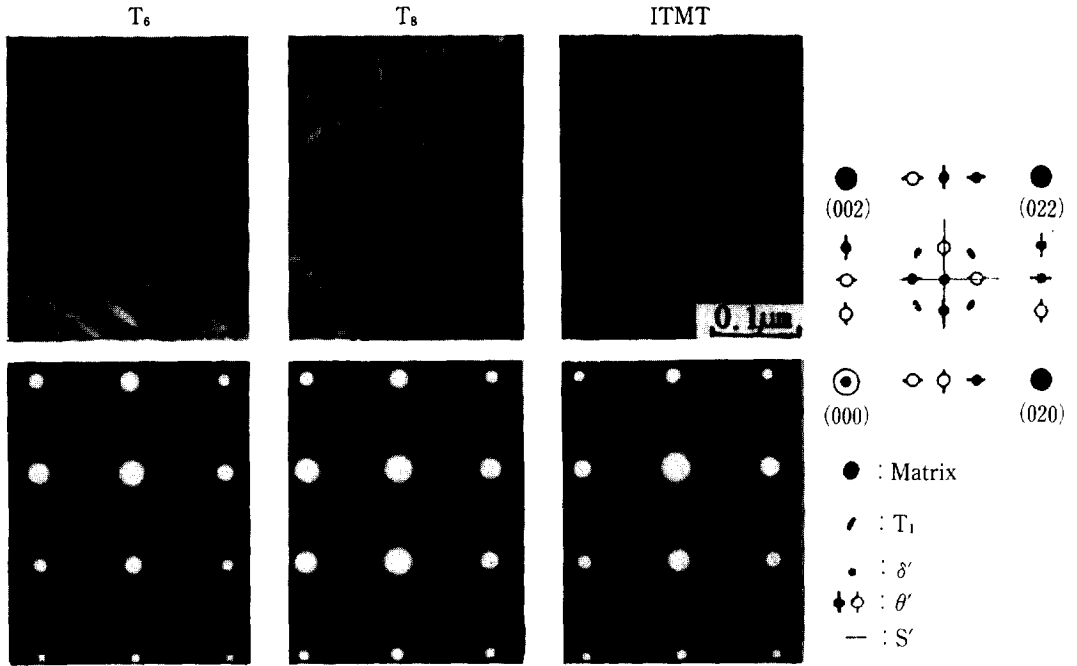 T₆ T₈ ITMT
0.1μm
(002) (022)
(000) (020)
: Matrix
: T₁
: δ′
: θ′
: S′